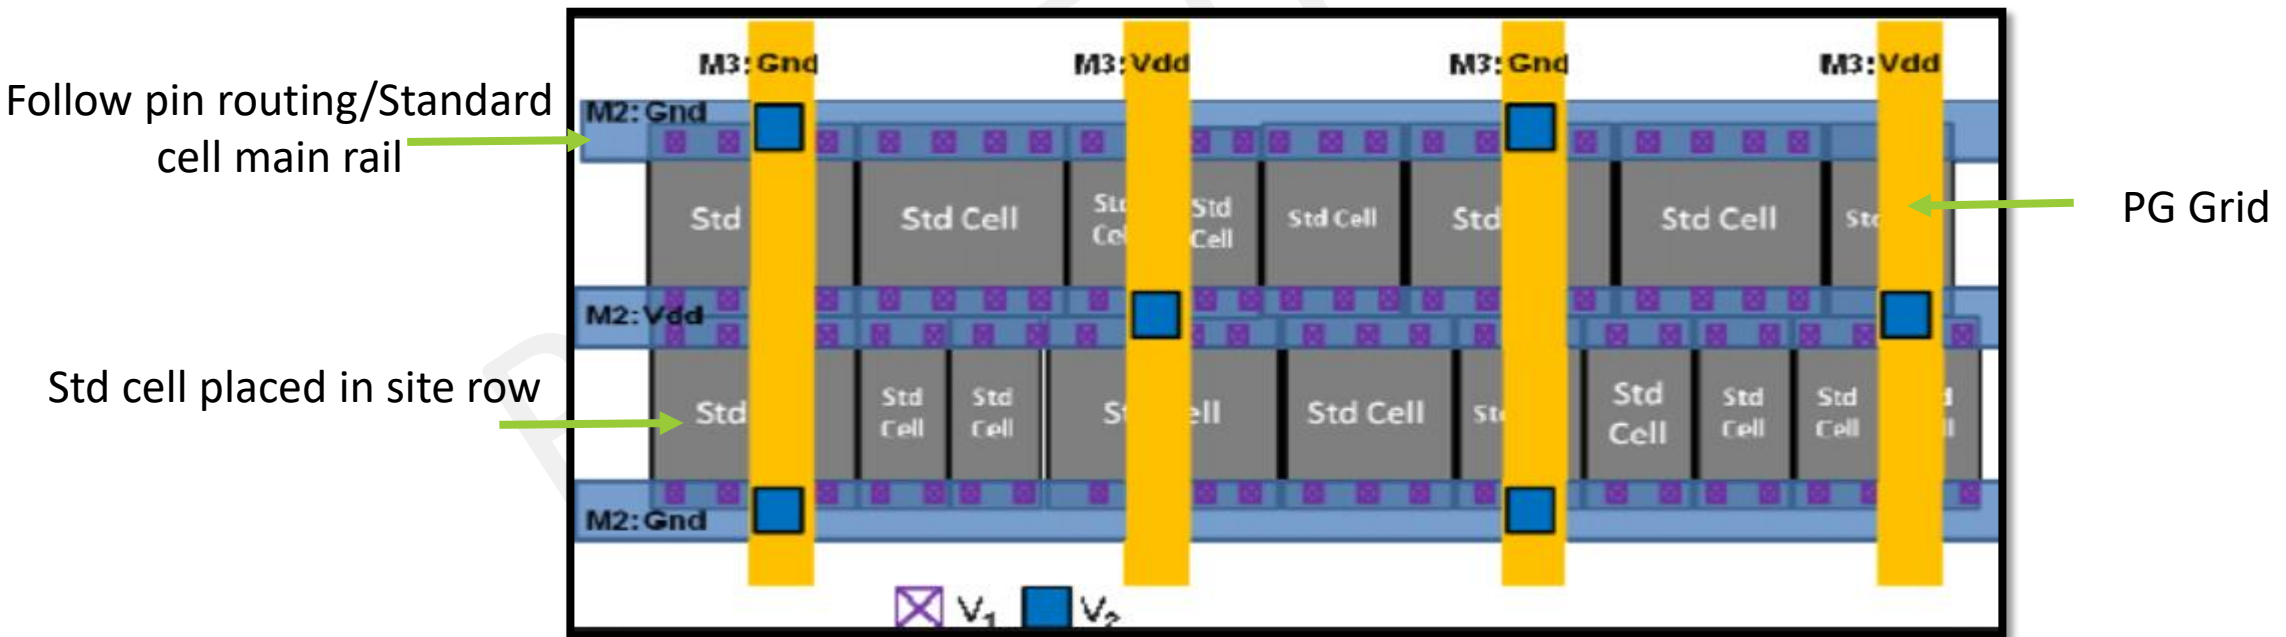 M3:Gnd
M3:Vdd
M3:Gnd
M3:Vdd
Follow pin routing/Standard
cell main rail
M2:Gnd
PG Grid
Std
Std Cell
Std
Cell
Std Cell
Std
Std Cell
M2:Vdd
Std cell placed in site row
Std
Std
Cell
Std
Cell
Std Cell
Std
Cell
Std
Cell
Std
Cell
M2:Gnd
V1
V2